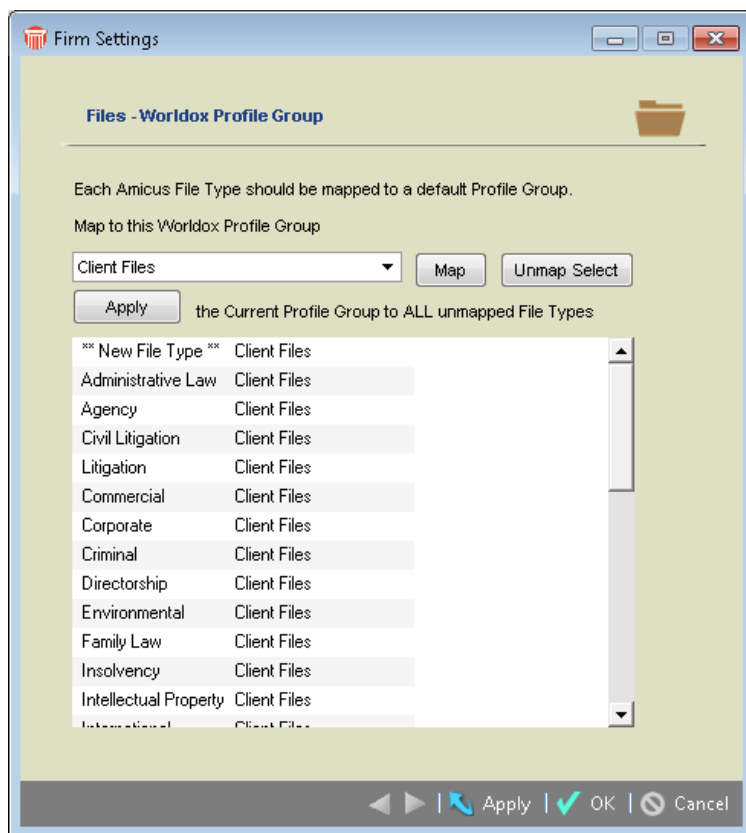 Firm Settings
Files - Worldox Profile Group
Each Amicus File Type should be mapped to a default Profile Group.
Map to this Worldox Profile Group
Client Files Map Unmap Select
Apply the Current Profile Group to ALL unmapped File Types
** New File Type ** Client Files
Administrative Law Client Files
Agency Client Files
Civil Litigation Client Files
Litigation Client Files
Commercial Client Files
Corporate Client Files
Criminal Client Files
Directorship Client Files
Environmental Client Files
Family Law Client Files
Insolvency Client Files
Intellectual Property Client Files
International Client Files
Apply OK Cancel